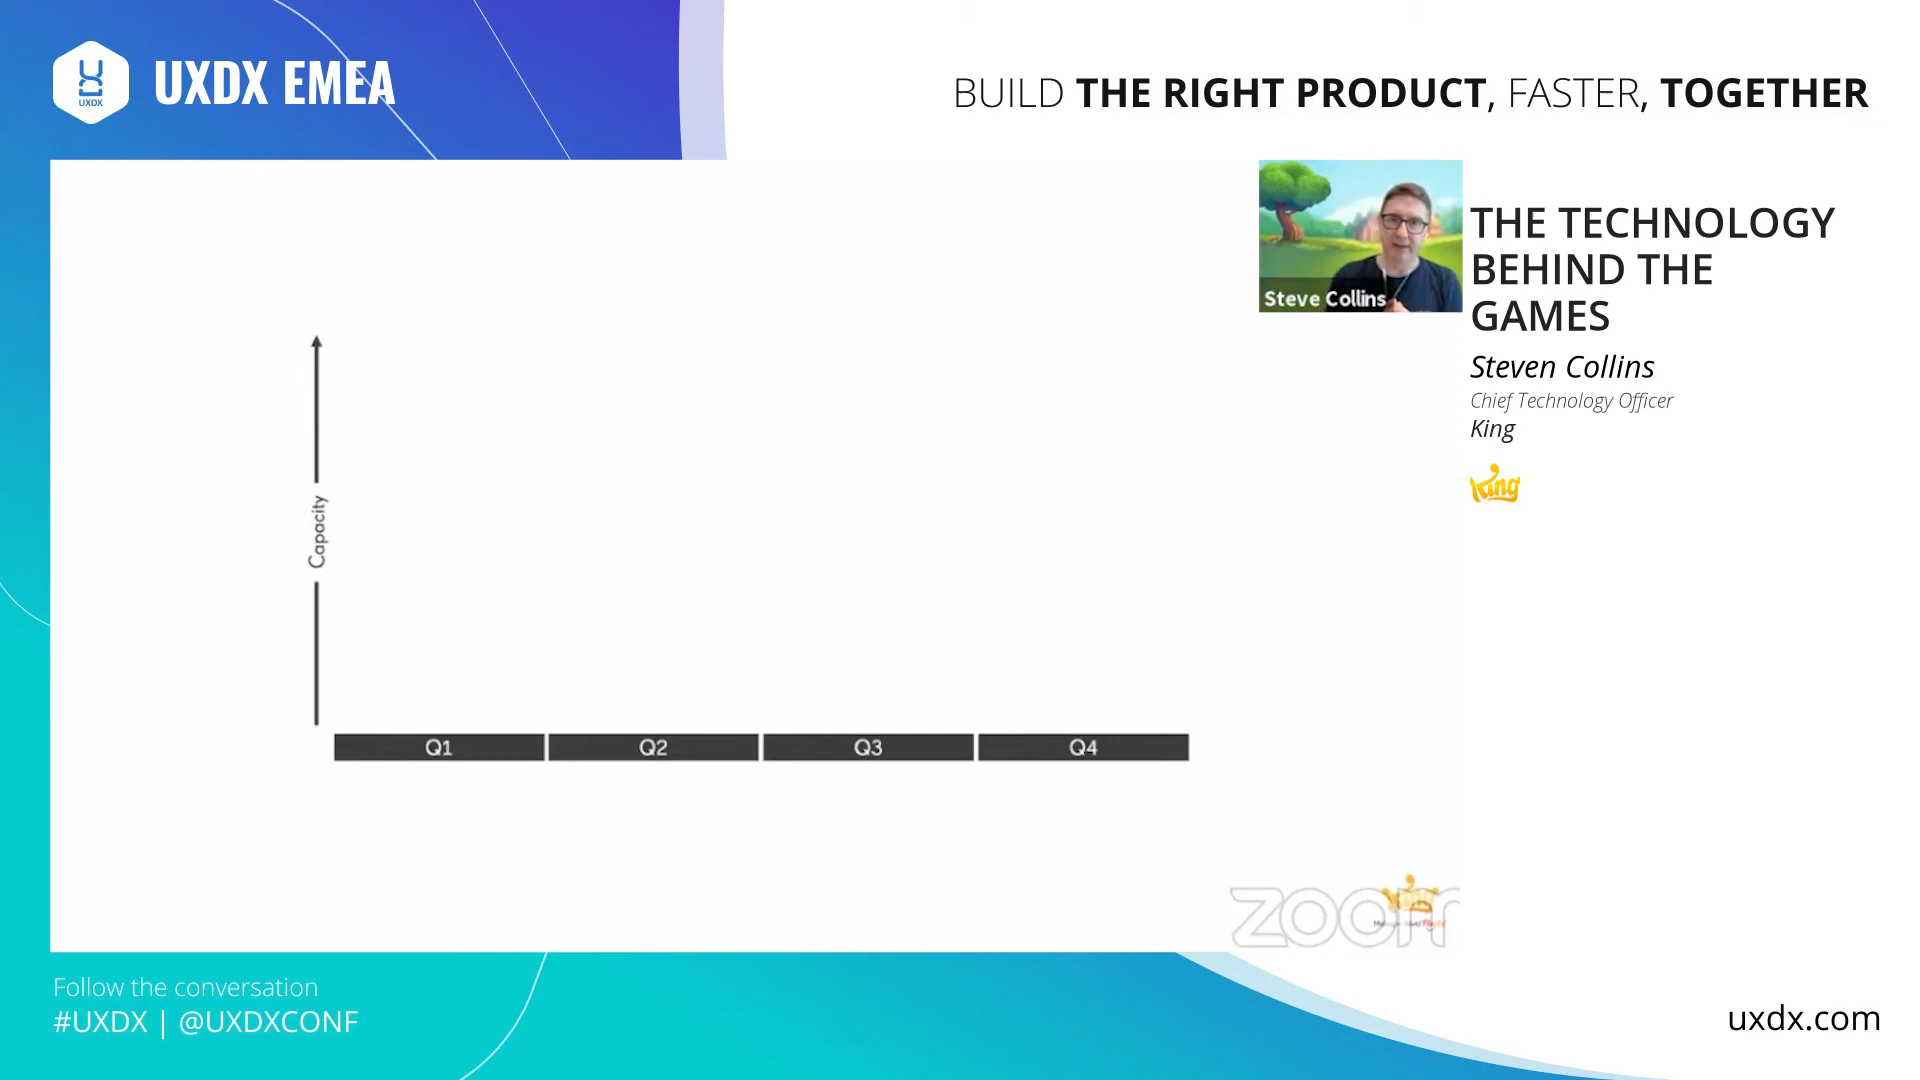 UXDX
UXDX EMEA
BUILD THE RIGHT PRODUCT, FASTER, TOGETHER
Steve Collins
THE TECHNOLOGY
BEHIND THE
GAMES
Steven Collins
Chief Technology Officer
King
King
Capacity
Q1 Q2 Q3 Q4
zoom
Follow the conversation
#UXDX | @UXDXCONF
uxdx.com